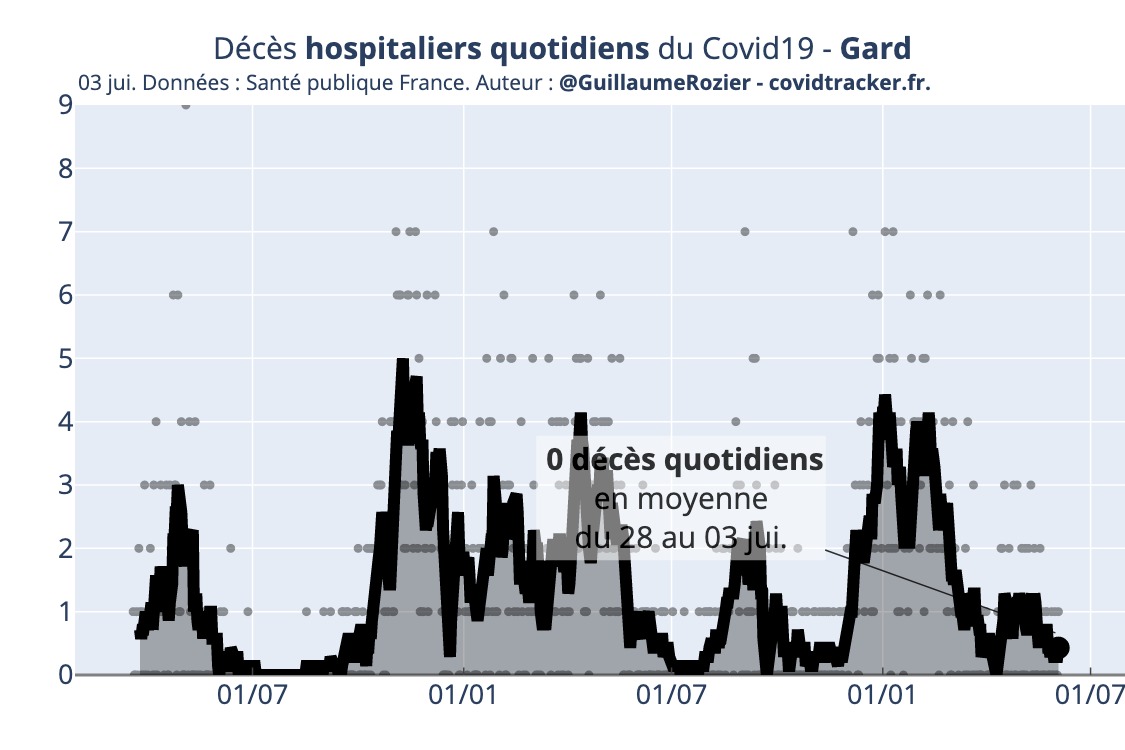 Décès hospitaliers quotidiens du Covid19 - Gard
03 jui. Données : Santé publique France. Auteur : @GuillaumeRozier - covidtracker.fr.
9
8
7
6
5
4
3
2
1
0
0 décès quotidiens
en moyenne
du 28 au 03 jui.
01/07 01/01 01/07 01/01 01/07